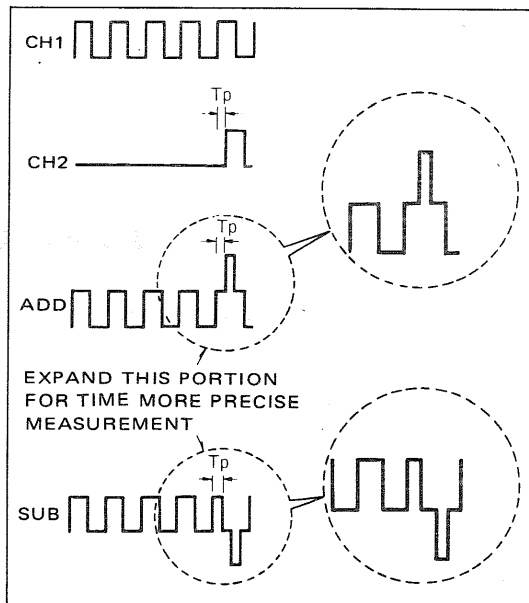 CH1
Tp
CH2
Tp
ADD
EXPAND THIS PORTION
FOR TIME MORE PRECISE
MEASUREMENT
Tp
SUB